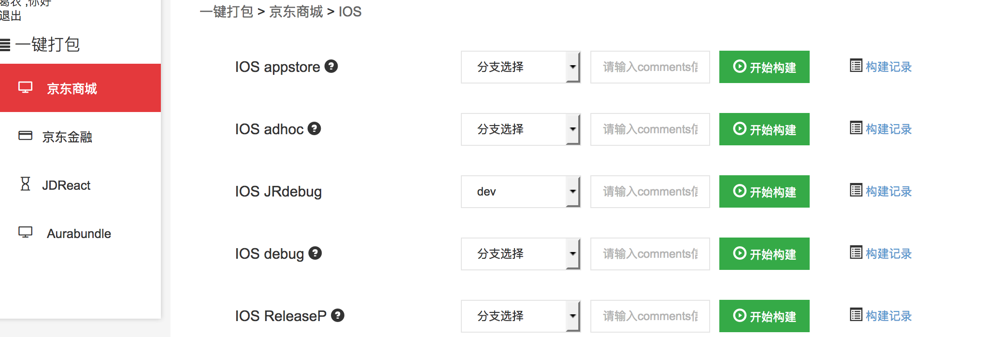 ,你好
退出
一键打包
京东商城
京东金融
JDReact
Aurabundle
一键打包 > 京东商城 > IOS
IOS appstore 分支选择 请输入comments 开始构建 构建记录
IOS adhoc 分支选择 请输入comments 开始构建 构建记录
IOS JRdebug dev 请输入comments 开始构建 构建记录
IOS debug 分支选择 请输入comments 开始构建 构建记录
IOS ReleaseP 分支选择 请输入comments 开始构建 构建记录